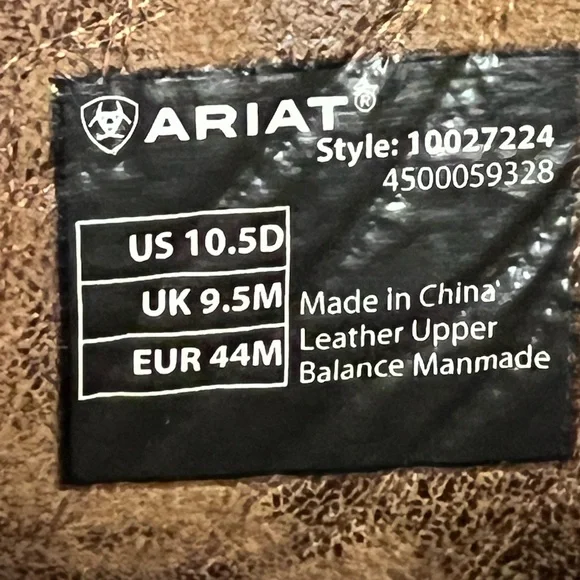 ARIAT®
Style: 10027224
4500059328
US 10.5D
UK 9.5M
EUR 44M
Made in China
Leather Upper
Balance Manmade